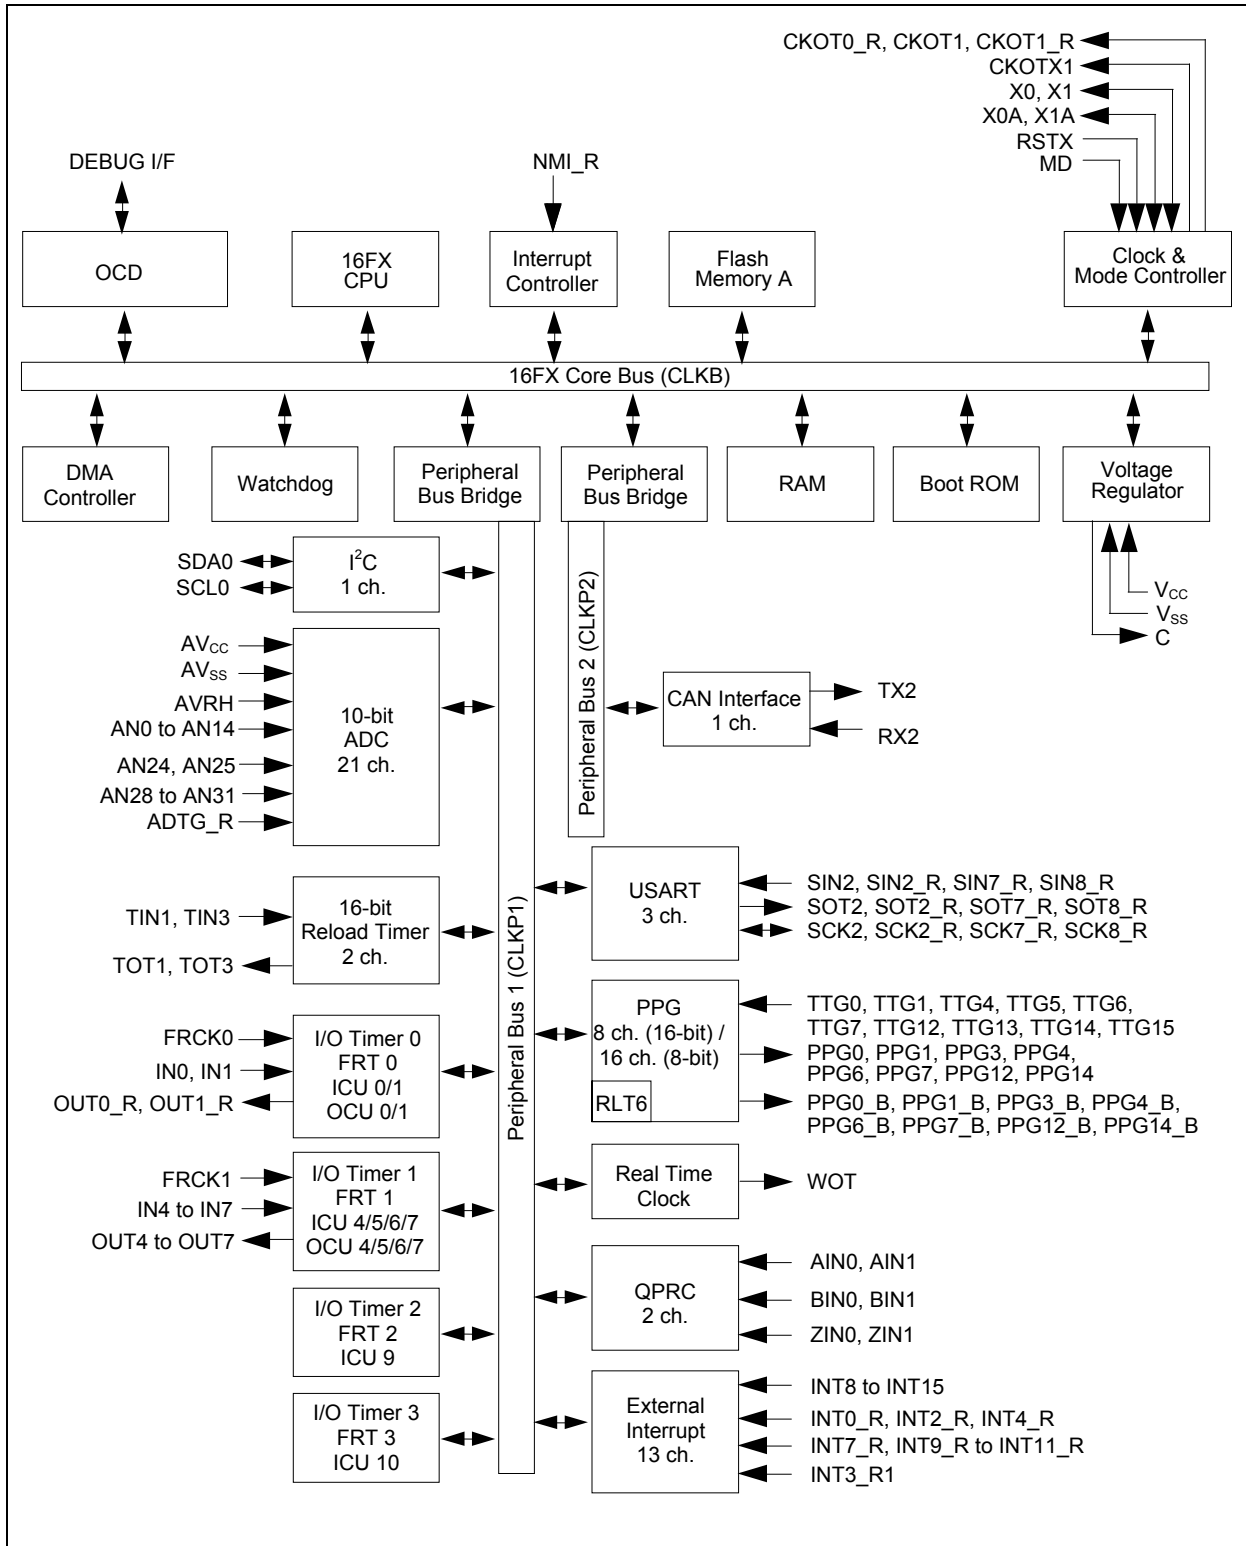 CKOT0_R, CKOT1, CKOT1_R
CKOTX1
X0, X1
X0A, X1A
RSTX
MD
DEBUG I/F
NMI_R
OCD
16FX
CPU
Interrupt
Controller
Flash
Memory A
Clock &
Mode Controller
16FX Core Bus (CLKB)
DMA
Controller
Watchdog
Peripheral
Bus Bridge
Peripheral
Bus Bridge
RAM
Boot ROM
Voltage
Regulator
VCC
VSS
C
Peripheral Bus 1 (CLKP1)
Peripheral Bus 2 (CLKP2)
SDA0
SCL0
I²C
1 ch.
AVCC
AVSS
AVRH
AN0 to AN14
AN24, AN25
AN28 to AN31
ADTG_R
10-bit
ADC
21 ch.
CAN Interface
1 ch.
TX2
RX2
TIN1, TIN3
TOT1, TOT3
16-bit
Reload Timer
2 ch.
USART
3 ch.
SIN2, SIN2_R, SIN7_R, SIN8_R
SOT2, SOT2_R, SOT7_R, SOT8_R
SCK2, SCK2_R, SCK7_R, SCK8_R
FRCK0
IN0, IN1
OUT0_R, OUT1_R
I/O Timer 0
FRT 0
ICU 0/1
OCU 0/1
PPG
8 ch. (16-bit) /
16 ch. (8-bit)
RLT6
TTG0, TTG1, TTG4, TTG5, TTG6,
TTG7, TTG12, TTG13, TTG14, TTG15
PPG0, PPG1, PPG3, PPG4,
PPG6, PPG7, PPG12, PPG14
PPG0_B, PPG1_B, PPG3_B, PPG4_B,
PPG6_B, PPG7_B, PPG12_B, PPG14_B
FRCK1
IN4 to IN7
OUT4 to OUT7
I/O Timer 1
FRT 1
ICU 4/5/6/7
OCU 4/5/6/7
Real Time
Clock
WOT
I/O Timer 2
FRT 2
ICU 9
QPRC
2 ch.
AIN0, AIN1
BIN0, BIN1
ZIN0, ZIN1
I/O Timer 3
FRT 3
ICU 10
External
Interrupt
13 ch.
INT8 to INT15
INT0_R, INT2_R, INT4_R
INT7_R, INT9_R to INT11_R
INT3_R1